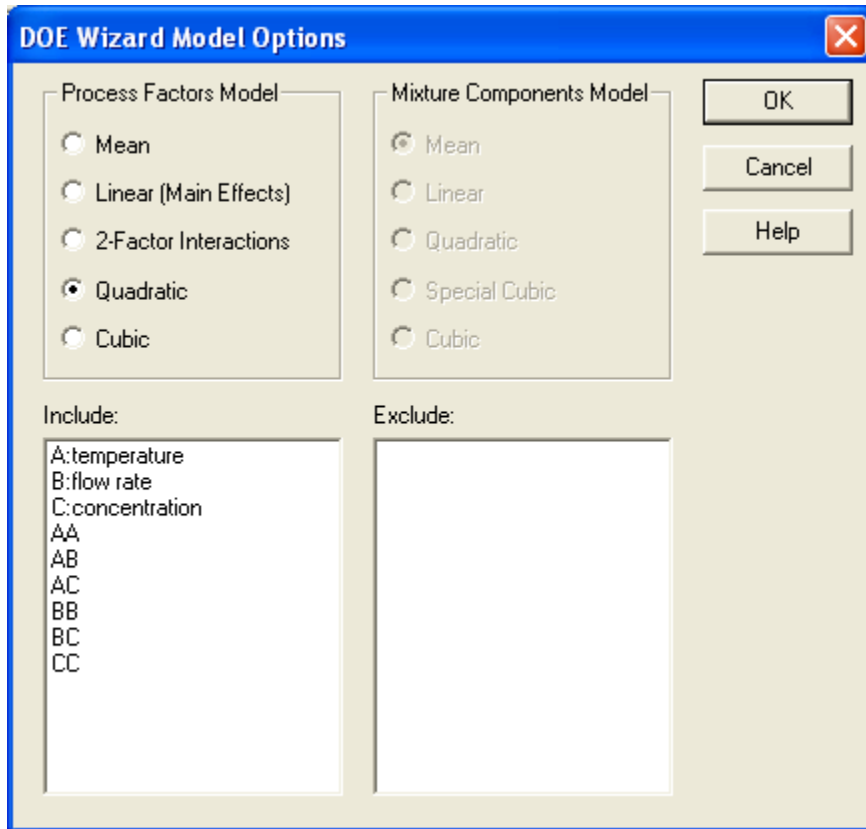 DOE Wizard Model Options
Process Factors Model
Mean
Linear (Main Effects)
2-Factor Interactions
Quadratic
Cubic
Mixture Components Model
Mean
Linear
Quadratic
Special Cubic
Cubic
OK
Cancel
Help
Include:
A:temperature
B:flow rate
C:concentration
AA
AB
AC
BB
BC
CC
Exclude: